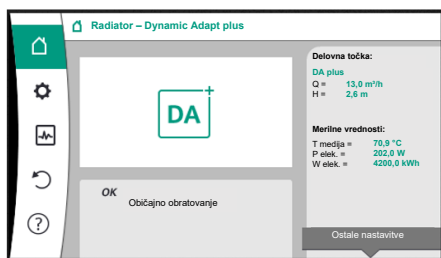 Radiator – Dynamic Adapt plus
DA+
OK
Običajno obratovanje
Delovna točka:
DA plus
Q = 13,0 m³/h
H = 2,6 m
Merilne vrednosti:
T medija = 70,9 °C
P elek. = 202,0 W
W elek. = 4200,0 kWh
Ostale nastavitve
?